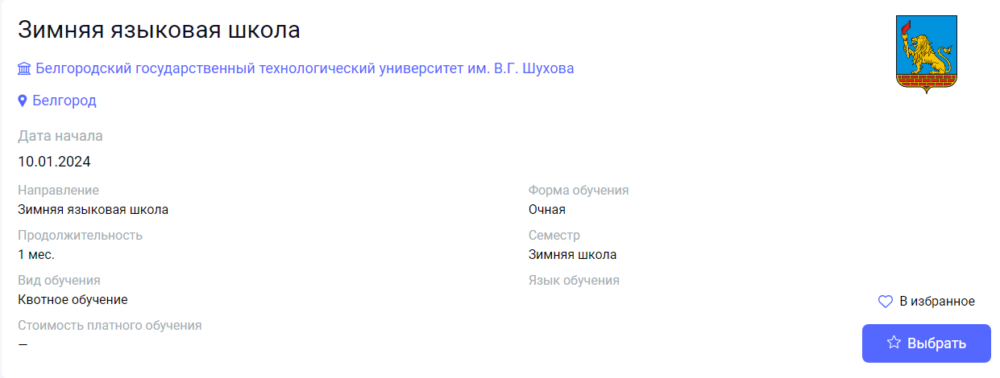 Зимняя языковая школа
Белгородский государственный технологический университет им. В.Г. Шухова
Белгород
Дата начала
10.01.2024
Направление
Зимняя языковая школа
Форма обучения
Очная
Продолжительность
1 мес.
Семестр
Зимняя школа
Вид обучения
Квотное обучение
Язык обучения
Стоимость платного обучения
—
В избранное
Выбрать